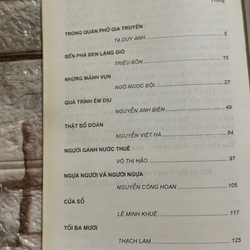 Trang
TRONG QUÁN PHỞ GIA TRUYỀN
TẠ DUY ANH 5
BẾN PHÀ ĐEN LẶNG GIÓ
TRIỆU BÔN 15
NHỮNG MẢNH VỤN
NGÔ NGỌC BỘI 27
QUÁ TRÌNH ÊM DỊU
NGUYỄN ANH BIÊN 49
THẤT BỔ ĐOÀN
NGUYỄN VIỆT HÀ 84
NGƯỜI GÁNH NƯỚC THUÊ
VÕ THỊ HẢO 97
NGỰA NGƯỜI VÀ NGƯỜI NGỰA
NGUYỄN CÔNG HOAN 105
CỬA SỔ
LÊ MINH KHUÊ 117
TỐI BA MƯƠI
THẠCH LAM 125